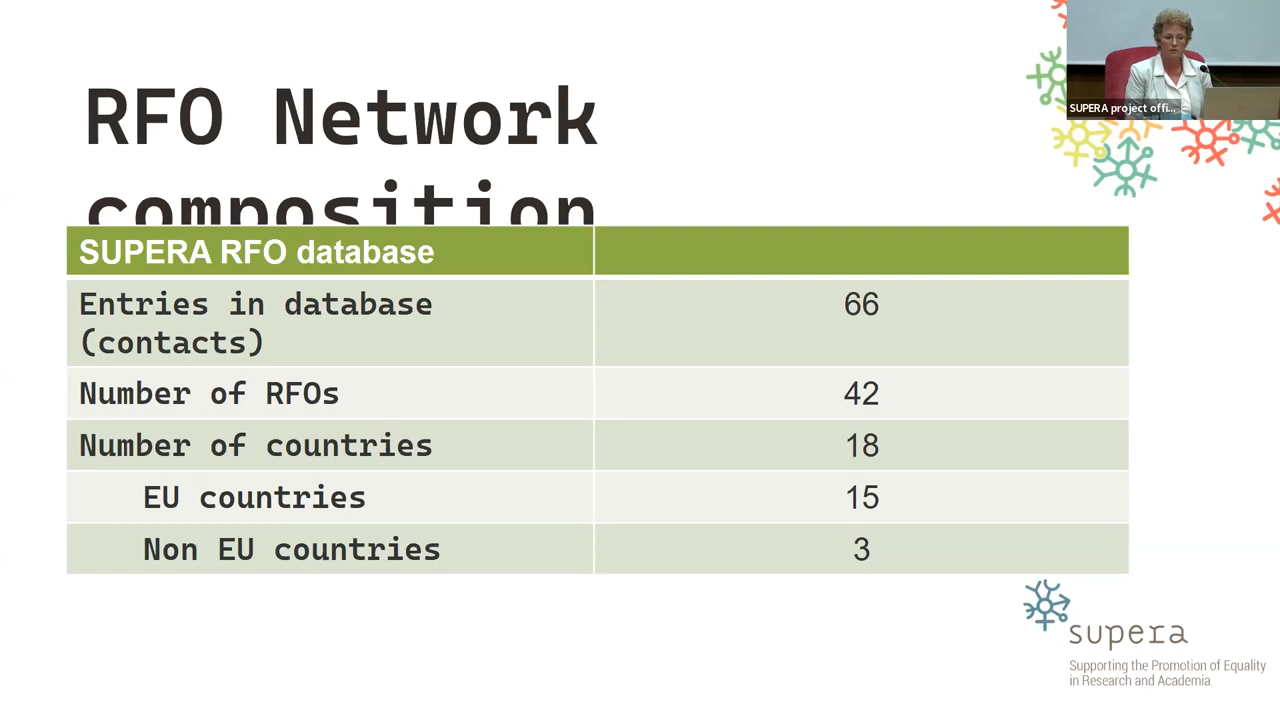 RFO Network
composition
SUPERA project offi...
SUPERA RFO database
Entries in database
(contacts)
66
Number of RFOs
42
Number of countries
18
EU countries
15
Non EU countries
3
supera
Supporting the Promotion of Equality
in Research and Academia